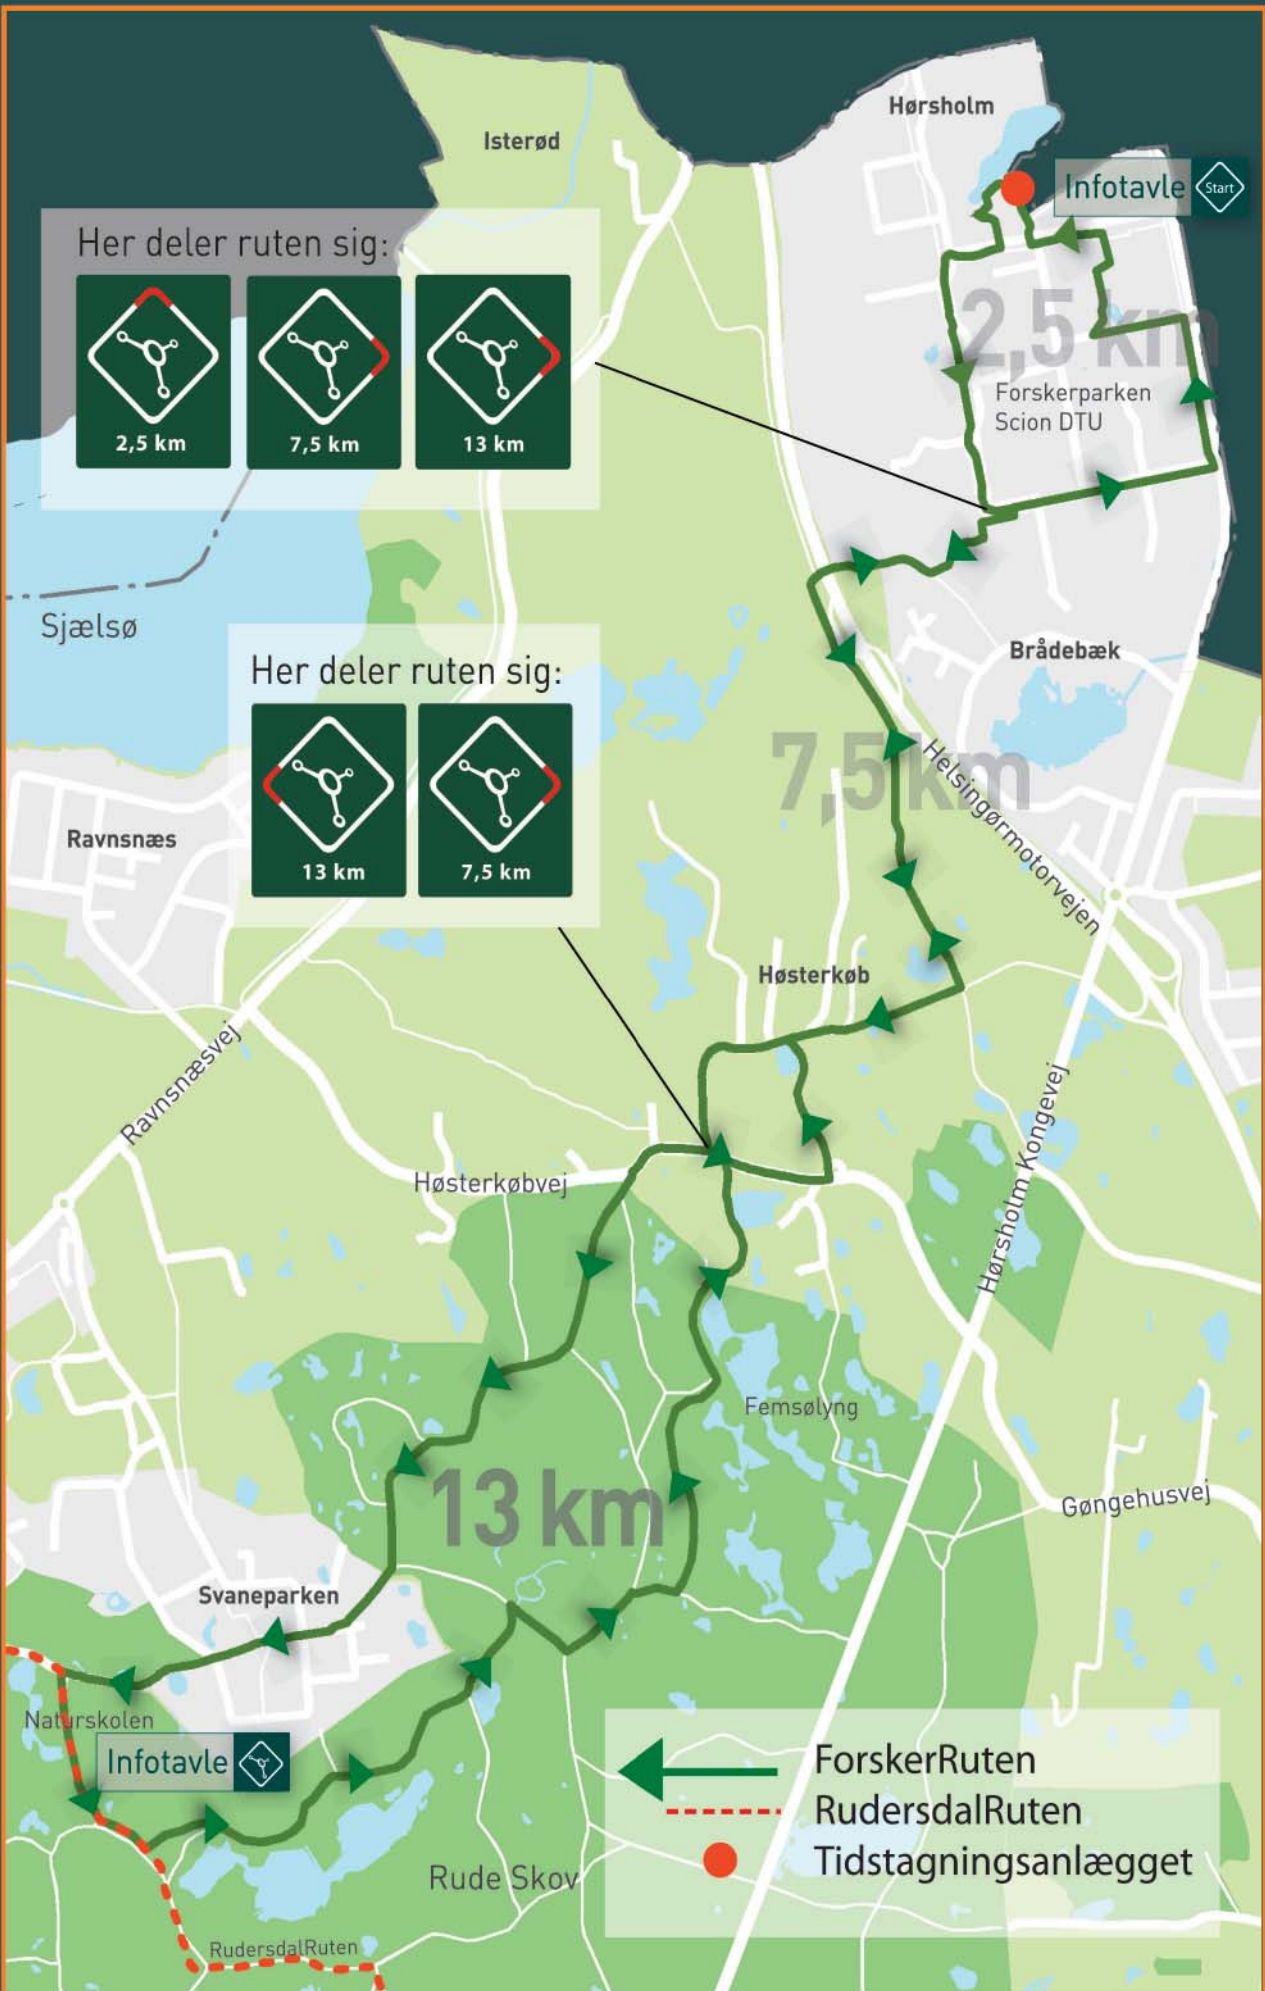 Hørsholm
Isterød
Infotavle
Start
Her deler ruten sig:
2,5 km
7,5 km
13 km
2,5 km
Forskerparken
Scion DTU
Sjælsø
Brådebæk
Her deler ruten sig:
13 km
7,5 km
7,5 km
Helsingørmotorvejen
Ravnsnæs
Høsterkøb
Ravnsnæsvej
Hørsholm Kongevej
Høsterkøbvej
Femsølyng
13 km
Gøngehusvej
Svaneparken
Naturskolen
Infotavle
ForskerRuten
RudersdalRuten
Tidstagningsanlægget
Rude Skov
RudersdalRuten